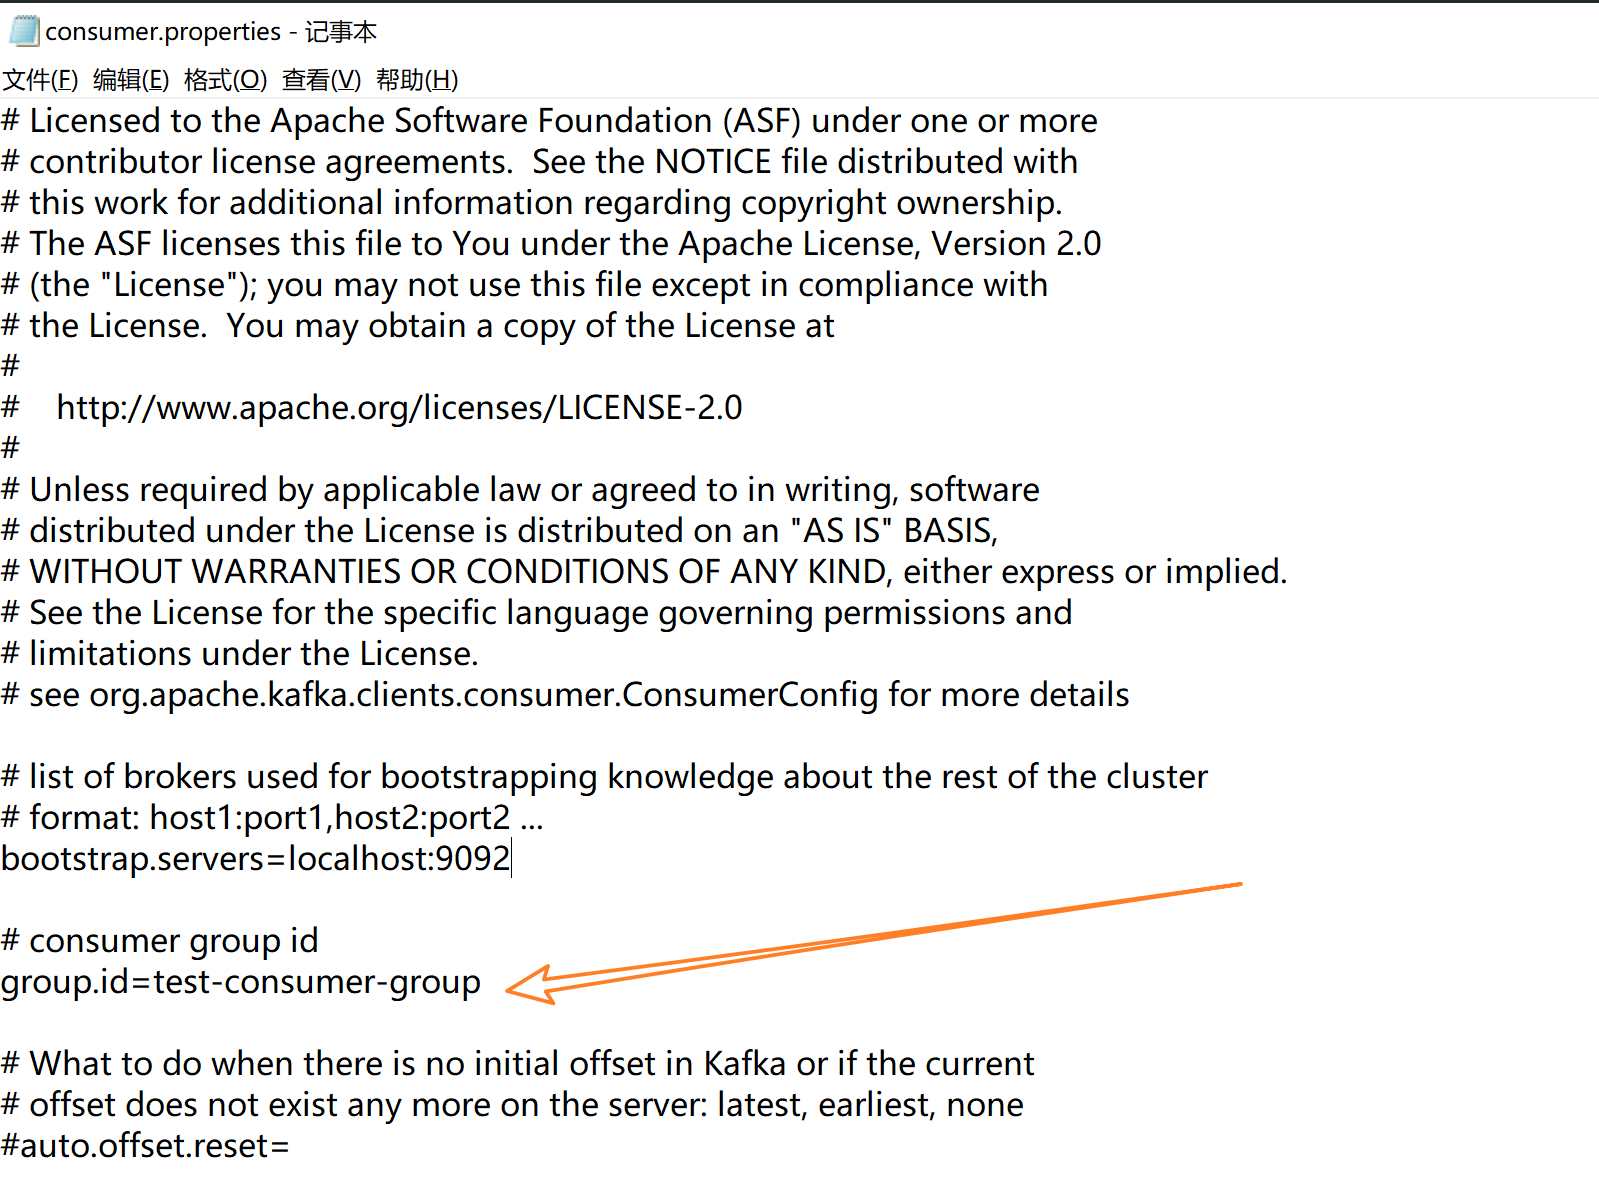 consumer.properties - 记事本
文件(F) 编辑(E) 格式(O) 查看(V) 帮助(H)
# Licensed to the Apache Software Foundation (ASF) under one or more
# contributor license agreements.  See the NOTICE file distributed with
# this work for additional information regarding copyright ownership.
# The ASF licenses this file to You under the Apache License, Version 2.0
# (the "License"); you may not use this file except in compliance with
# the License.  You may obtain a copy of the License at
#
#    http://www.apache.org/licenses/LICENSE-2.0
#
# Unless required by applicable law or agreed to in writing, software
# distributed under the License is distributed on an "AS IS" BASIS,
# WITHOUT WARRANTIES OR CONDITIONS OF ANY KIND, either express or implied.
# See the License for the specific language governing permissions and
# limitations under the License.
# see org.apache.kafka.clients.consumer.ConsumerConfig for more details

# list of brokers used for bootstrapping knowledge about the rest of the cluster
# format: host1:port1,host2:port2 ...
bootstrap.servers=localhost:9092

# consumer group id
group.id=test-consumer-group

# What to do when there is no initial offset in Kafka or if the current
# offset does not exist any more on the server: latest, earliest, none
#auto.offset.reset=